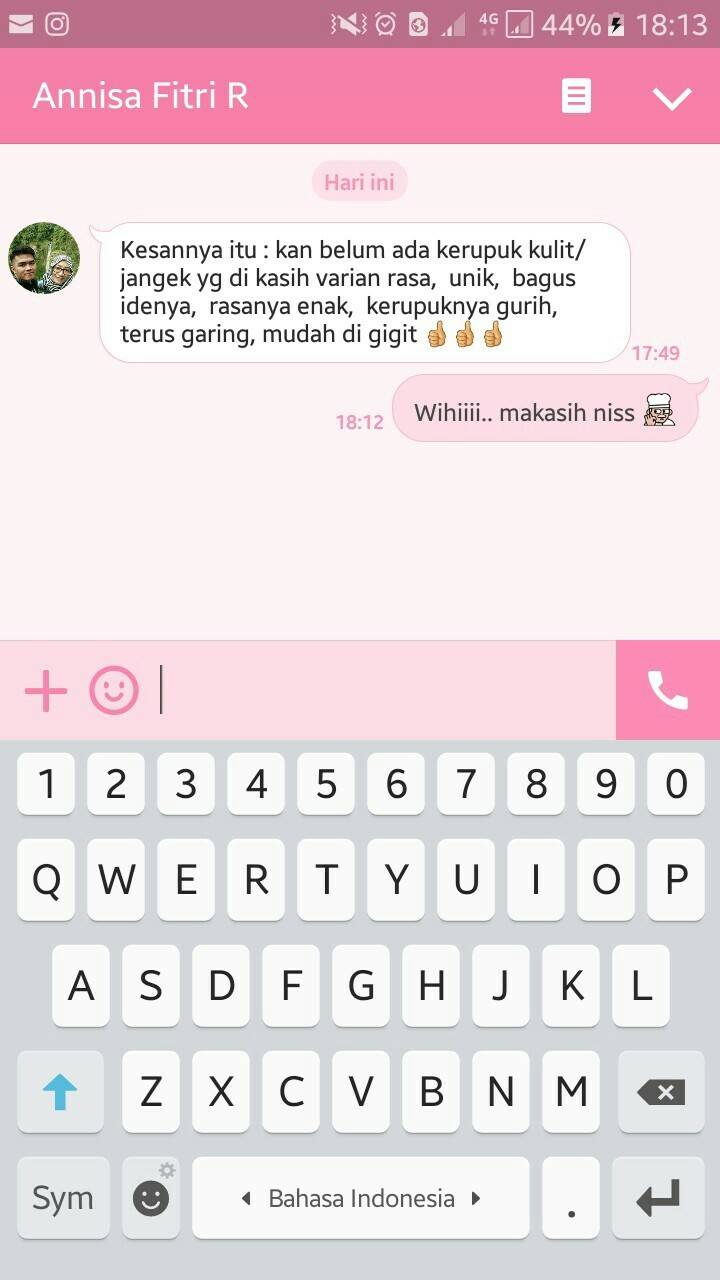 4G 44% 18:13
Annisa Fitri R
Hari ini
Kesannya itu : kan belum ada kerupuk kulit/
jangek yg di kasih varian rasa, unik, bagus
idenya, rasanya enak, kerupuknya gurih,
terus garing, mudah di gigit 👍👍👍
17:49
18:12
Wihiiii.. makasih niss
1 2 3 4 5 6 7 8 9 0
Q W E R T Y U I O P
A S D F G H J K L
Z X C V B N M
Sym Bahasa Indonesia .